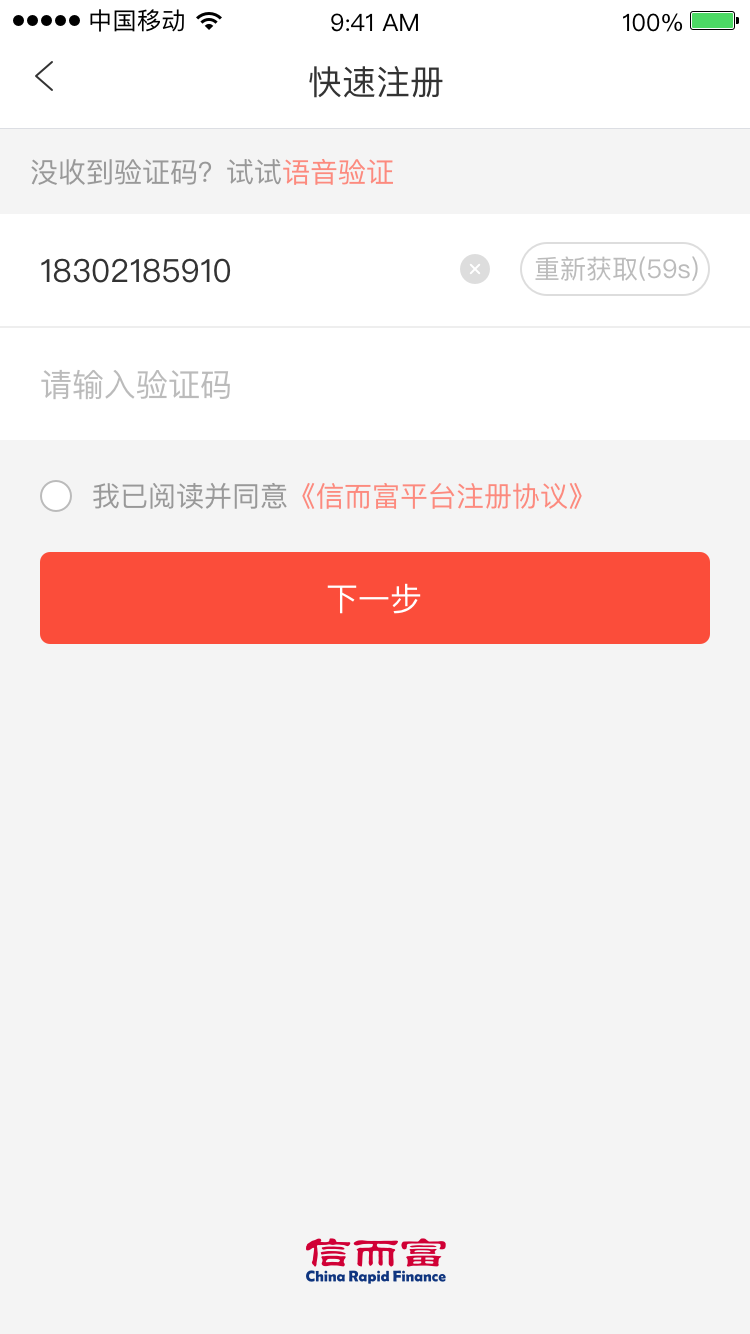 中国移动 9:41 AM 100%
快速注册
没收到验证码？试试语音验证
18302185910 重新获取(59s)
请输入验证码
我已阅读并同意《信而富平台注册协议》
下一步
信而富
China Rapid Finance